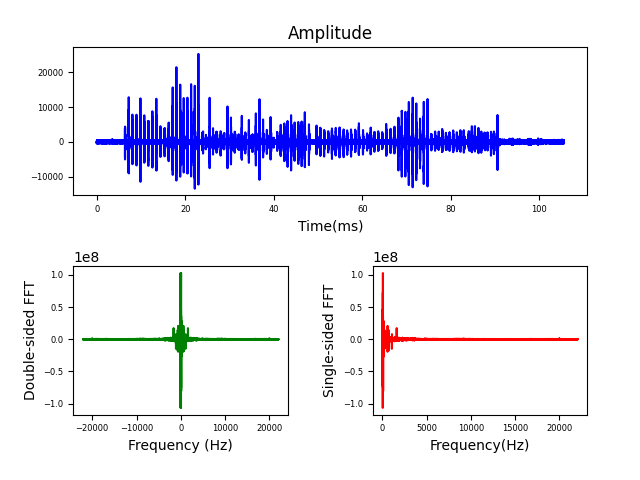 Amplitude
20000
10000
0
−10000
0 20 40 60 80 100
Time(ms)
1e8 1e8
Double-sided FFT
1.0
0.5
0.0
−0.5
−1.0
−20000 −10000 0 10000 20000
Frequency (Hz)
Single-sided FFT
1.0
0.5
0.0
−0.5
−1.0
0 5000 10000 15000 20000
Frequency(Hz)